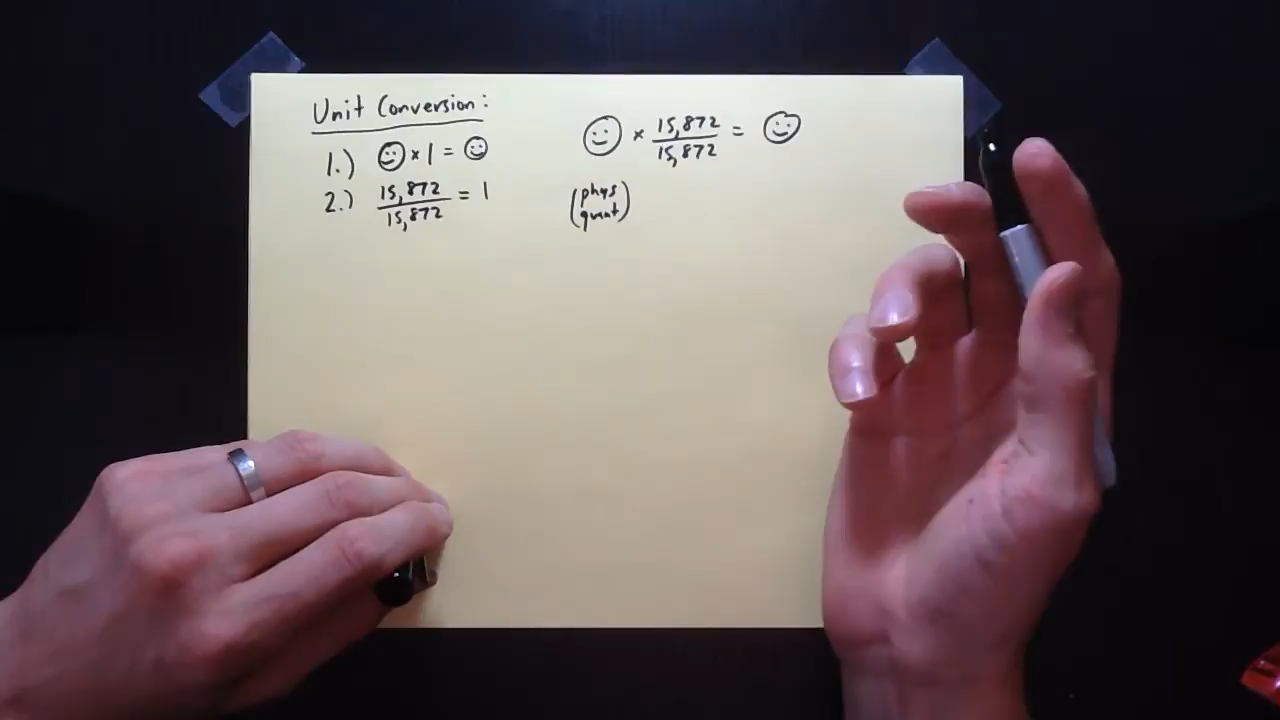 Unit Conversion:
1.) ☺ × 1 = ☺
2.) 15,872 / 15,872 = 1
☺ × 15,872 / 15,872 = ☺
(phys
quant)